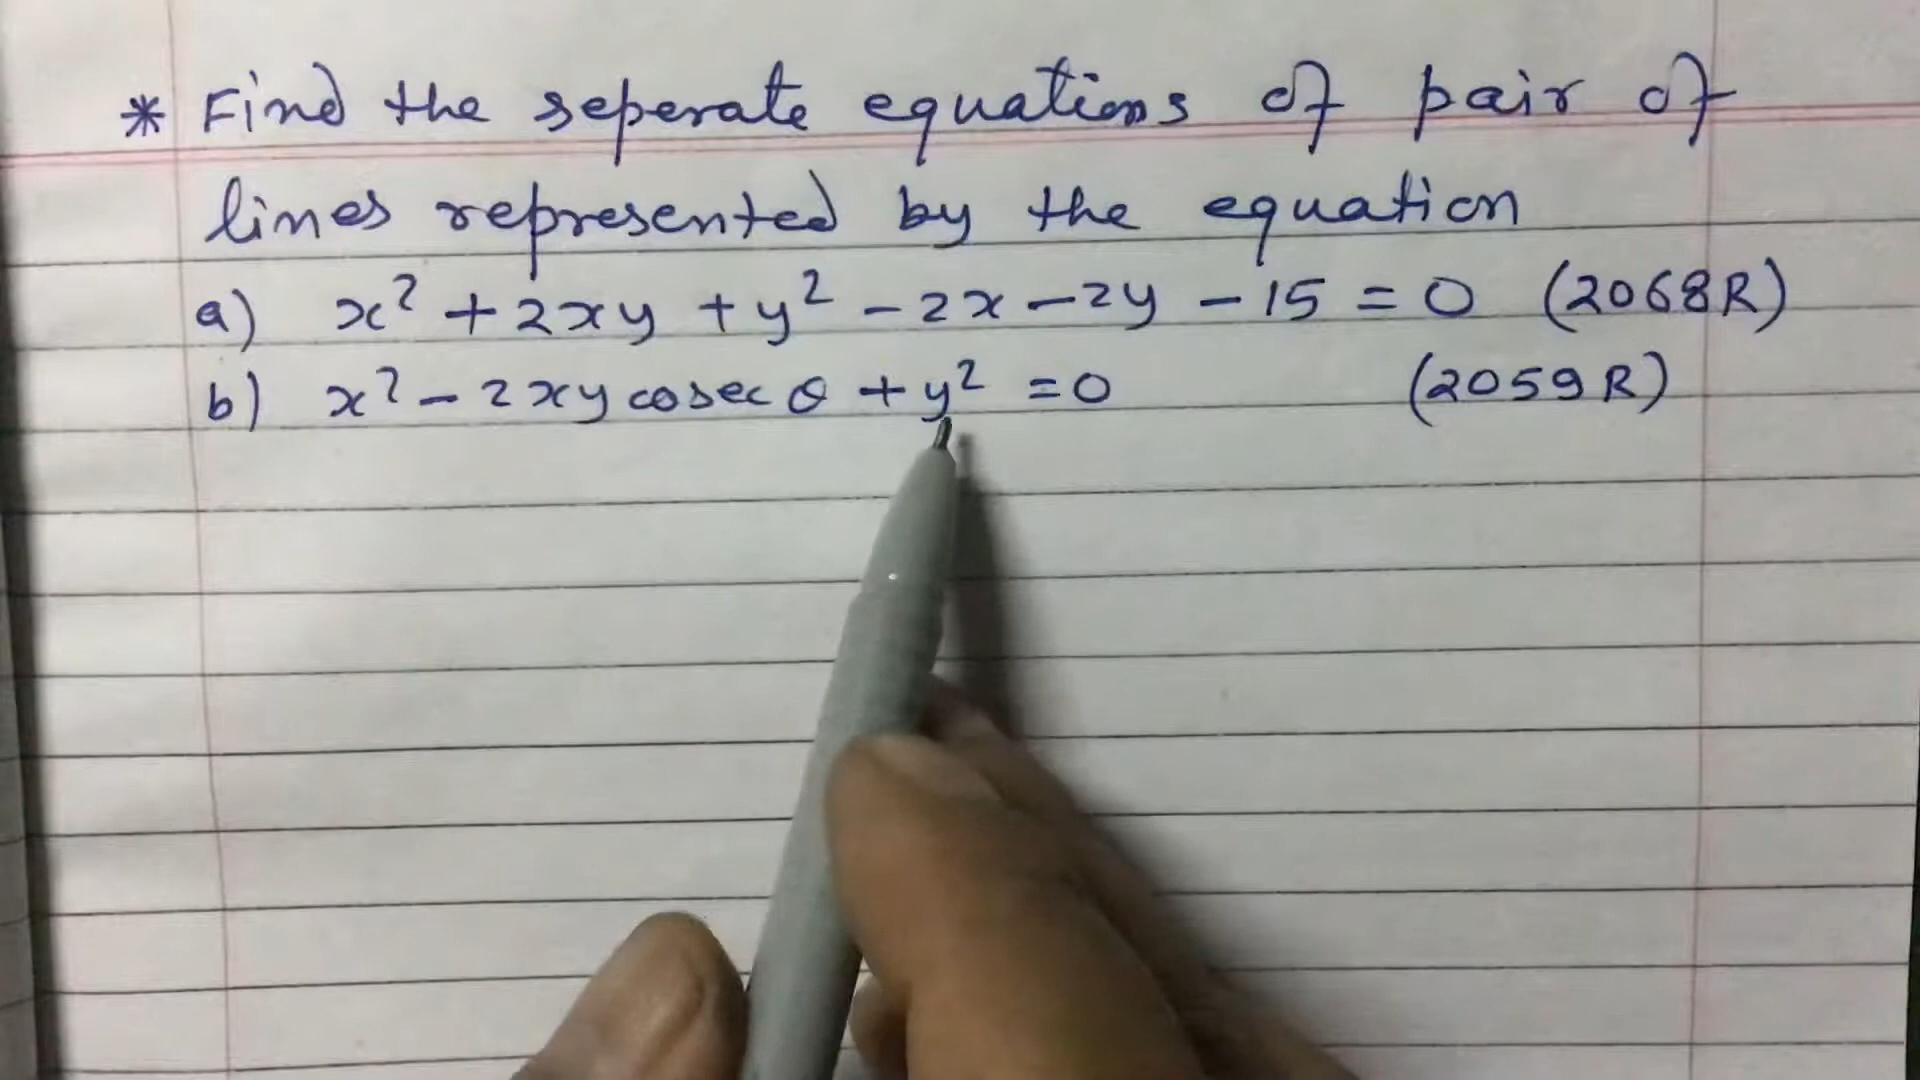 * Find the seperate equations of pair of
lines represented by the equation
a) x² + 2xy + y² - 2x - 2y - 15 = 0 (2068R)
b) x² - 2xy cosec θ + y² = 0 (2059R)